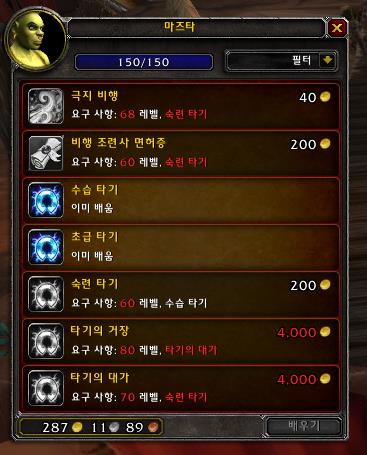 마즈타
150/150
필터
극지 비행
40
요구 사항: 68 레벨, 숙련 타기
비행 조련사 면허증
200
요구 사항: 60 레벨, 숙련 타기
수습 타기
이미 배움
초급 타기
이미 배움
숙련 타기
200
요구 사항: 60 레벨, 수습 타기
타기의 거장
4,000
요구 사항: 80 레벨, 타기의 대가
타기의 대가
4,000
요구 사항: 70 레벨, 숙련 타기
287 11 89
배우기